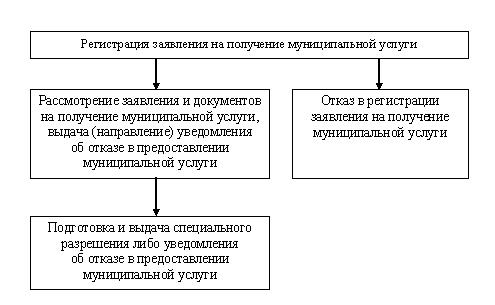 Регистрация заявления на получение муниципальной услуги
Рассмотрение заявления и документов
на получение муниципальной услуги,
выдача (направление) уведомления
об отказе в предоставлении
муниципальной услуги
Отказ в регистрации
заявления на получение
муниципальной услуги
Подготовка и выдача специального
разрешения либо уведомления
об отказе в предоставлении
муниципальной услуги